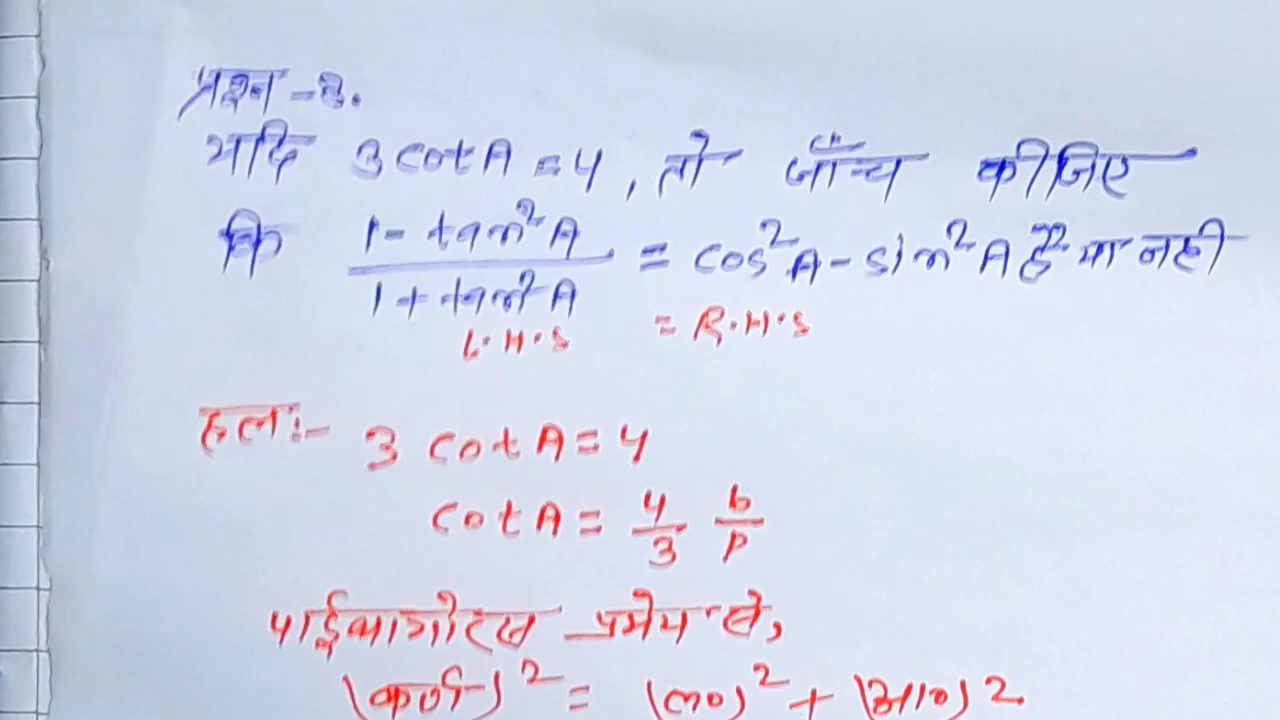 प्रश्न -8.
यदि 3 cot A = 4, तो जाँच कीजिए
कि (1 - tan²A)/(1 + tan²A) = cos²A - sin²A है या नही
L.H.S = R.H.S
हलः- 3 cot A = 4
cot A = 4/3 b/p
पाईथागोरस प्रमेय से,
(कर्ण)² = (ल०)² + (आ०)2